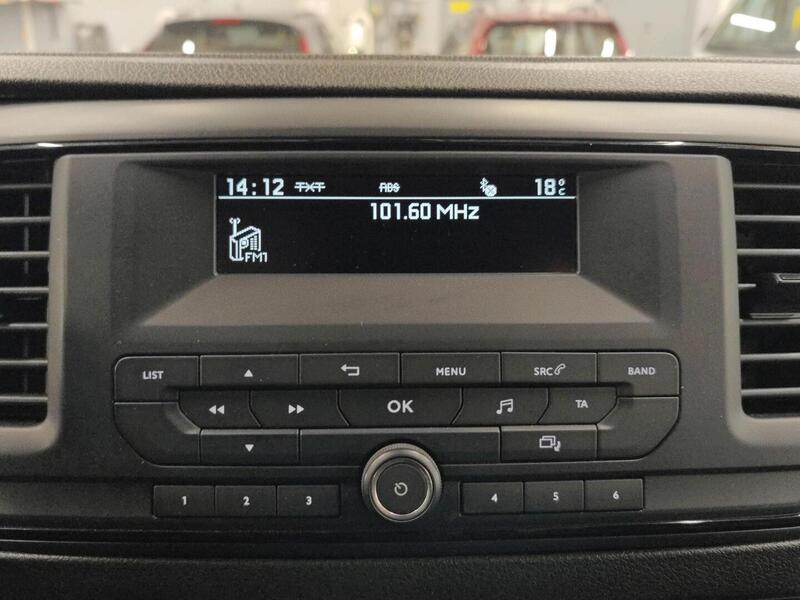 14:12 TXT ABS 18°C
101.60 MHz
FM1
LIST MENU SRC BAND
OK TA
1 2 3 4 5 6